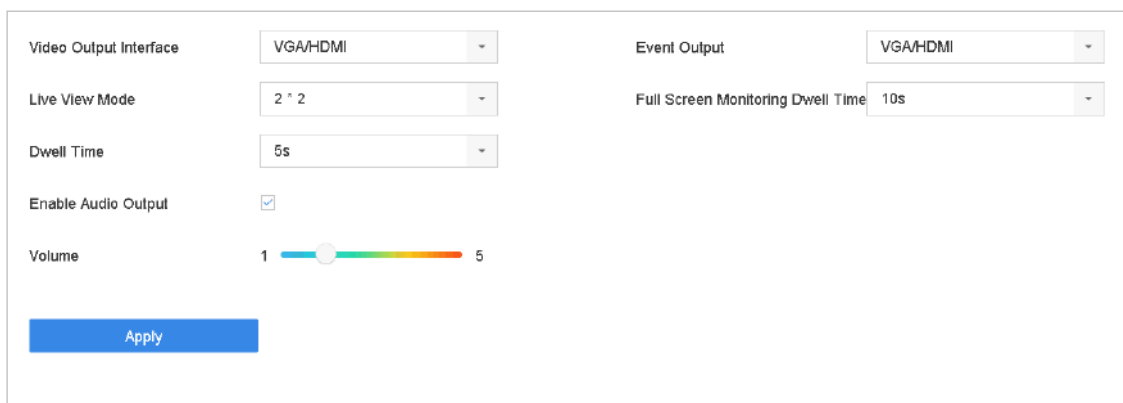 Video Output Interface VGA/HDMI Event Output VGA/HDMI
Live View Mode 2 * 2 Full Screen Monitoring Dwell Time 10s
Dwell Time 5s
Enable Audio Output
Volume 1 5
Apply